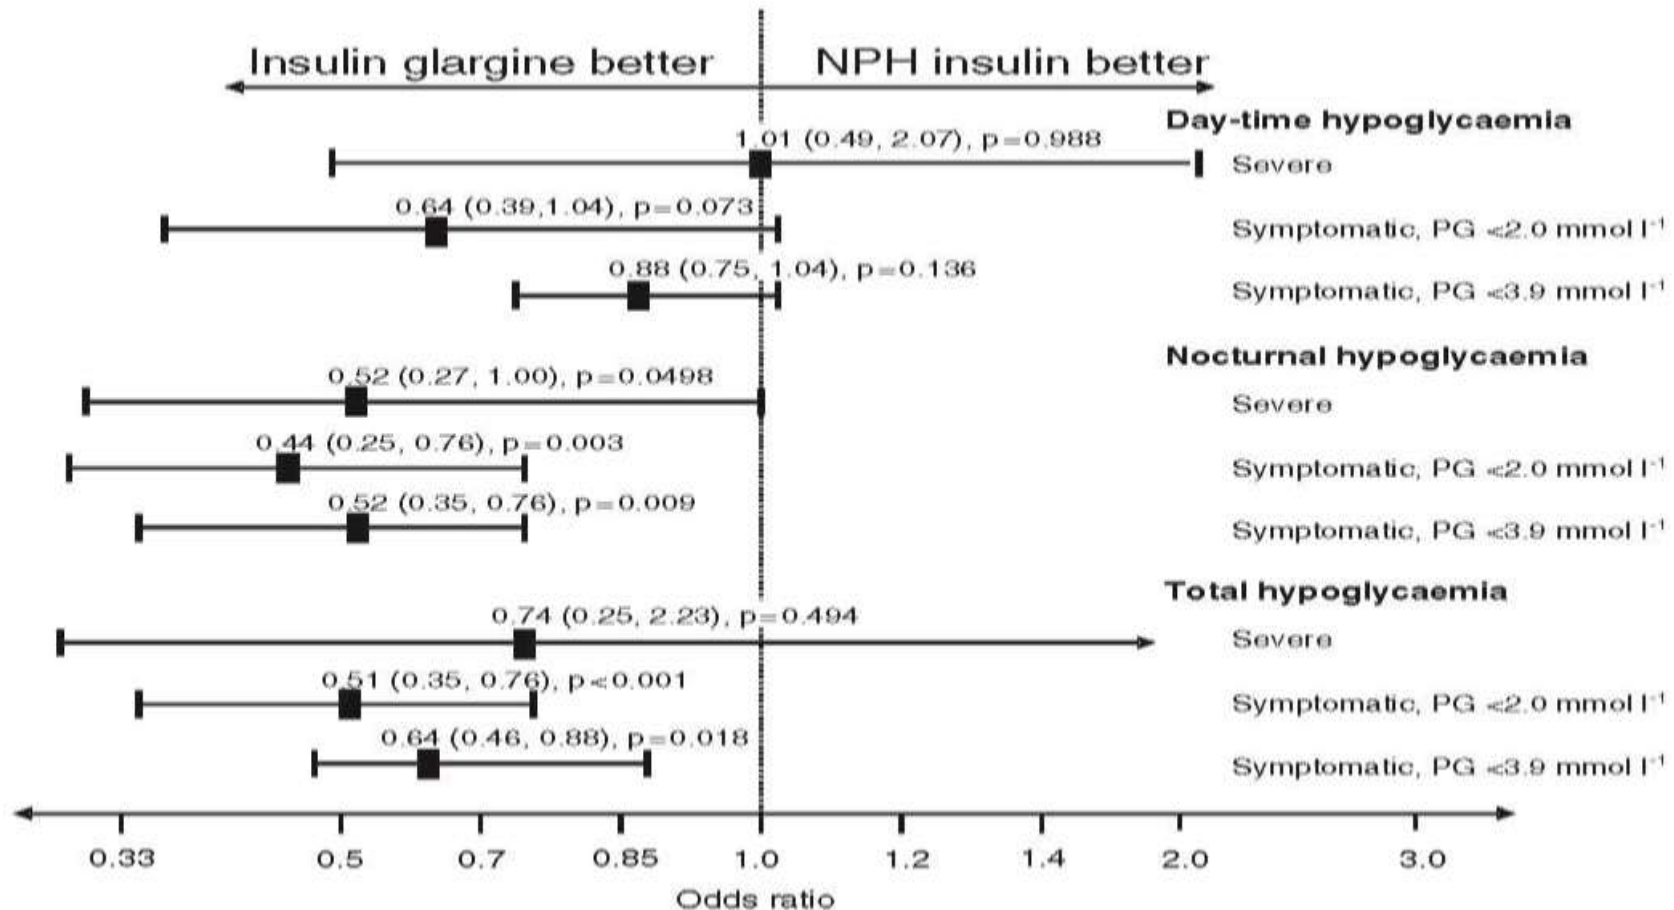 Insulin glargine better NPH insulin better
Day-time hypoglycaemia
1.01 (0.49, 2.07), p=0.988
Severe
0.64 (0.39,1.04), p=0.073
Symptomatic, PG <2.0 mmol l⁻¹
0.88 (0.75, 1.04), p=0.136
Symptomatic, PG <3.9 mmol l⁻¹
Nocturnal hypoglycaemia
0.52 (0.27, 1.00), p=0.0498
Severe
0.44 (0.25, 0.76), p=0.003
Symptomatic, PG <2.0 mmol l⁻¹
0.52 (0.35, 0.76), p=0.009
Symptomatic, PG <3.9 mmol l⁻¹
Total hypoglycaemia
0.74 (0.25, 2.23), p=0.494
Severe
0.51 (0.35, 0.76), p<0.001
Symptomatic, PG <2.0 mmol l⁻¹
0.64 (0.46, 0.88), p=0.018
Symptomatic, PG <3.9 mmol l⁻¹
0.33 0.5 0.7 0.85 1.0 1.2 1.4 2.0 3.0
Odds ratio